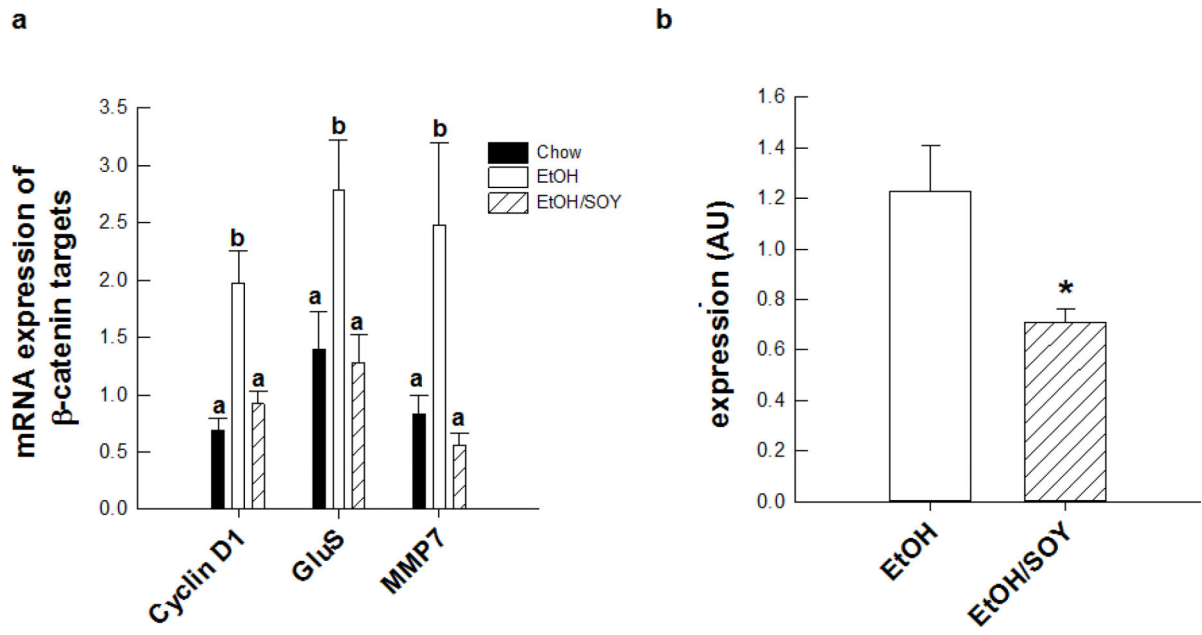 a
mRNA expression of
β-catenin targets
3.5
3.0
2.5
2.0
1.5
1.0
0.5
0.0
a
b
a
a
b
a
a
b
a
Cyclin D1
GluS
MMP7
Chow
EtOH
EtOH/SOY
b
expression (AU)
1.6
1.4
1.2
1.0
0.8
0.6
0.4
0.2
0.0
*
EtOH
EtOH/SOY